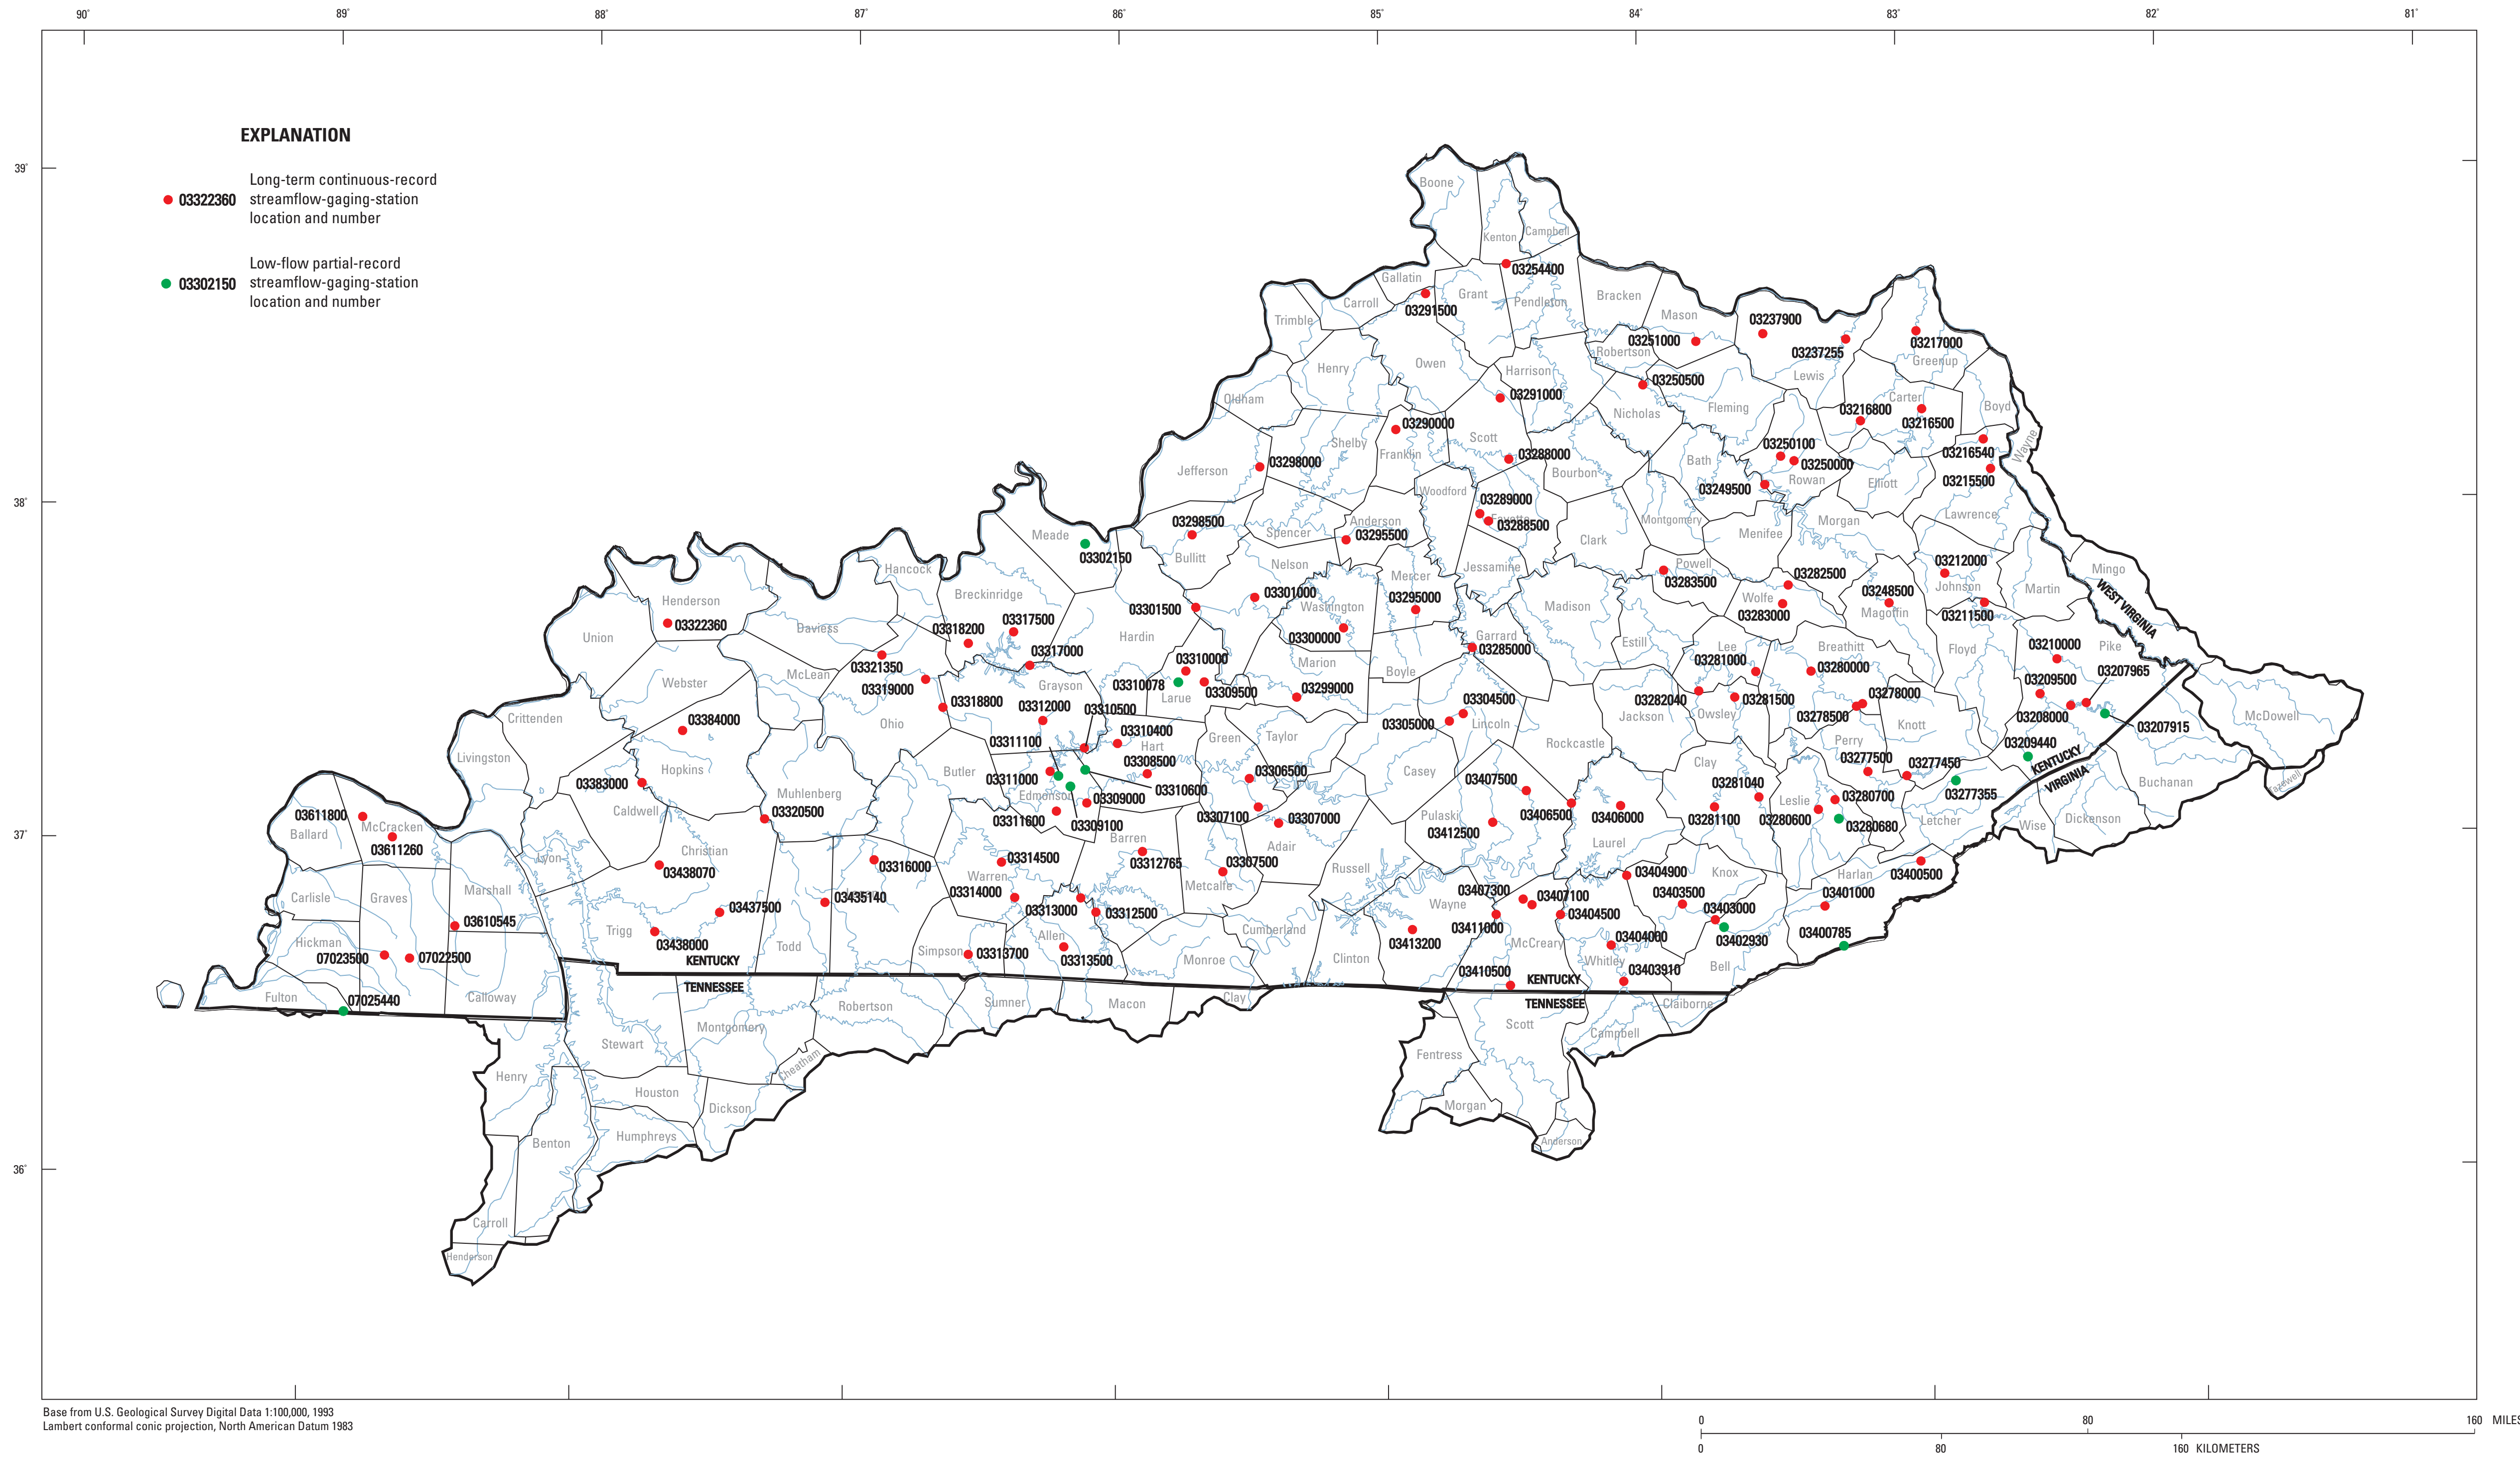 90° 89° 88° 87° 86° 85° 84° 83° 82° 81°
39°
38°
37°
36°
EXPLANATION
03322360
Long-term continuous-record
streamflow-gaging-station
location and number
03302150
Low-flow partial-record
streamflow-gaging-station
location and number
Boone
Kenton
Campbell
03254400
Gallatin
Grant
Pendleton
Bracken
Carroll
03291500
Mason
03237900
Trimble
03251000
03237255
03217000
Robertson
Greenup
Owen
Henry
Harrison
Lewis
03250500
03291000
Oldham
Nicholas
Fleming
03216800
Carter
Boyd
03290000
03216500
Scott
Shelby
Franklin
03250100
Wayne
03288000
03216540
03298000
Bath
03250000
Jefferson
Bourbon
Rowan
Elliott
03215500
03249500
Woodford
03289000
Lawrence
03298500
Anderson
Fayette
03288500
Montgomery
Morgan
Meade
Spencer
03295500
Menifee
Clark
03302150
Bullitt
Nelson
Jessamine
Powell
03212000
Mingo
Hancock
Mercer
03283500
03282500
Johnson
Martin
WEST VIRGINIA
Breckinridge
03301000
03295000
Wolfe
03248500
Henderson
03301500
Washington
Madison
03283000
Magoffin
03211500
03322360
03317500
Daviess
03318200
Hardin
03300000
Garrard
Union
Estill
Lee
Breathitt
03210000
Pike
03317000
03310000
03285000
Floyd
03321350
Marion
03281000
03280000
03207965
McLean
Boyle
03209500
Webster
03319000
Grayson
03310078
03309500
03299000
03278000
03318800
Larue
03304500
03282040
03281500
03312000
03310500
Crittenden
03384000
Ohio
03305000
Lincoln
Jackson
Owsley
03278500
Knott
03208000
McDowell
03207915
03311100
03310400
Green
Taylor
Rockcastle
Perry
03209440
KENTUCKY
VIRGINIA
Livingston
Hart
03308500
Hopkins
Butler
03306500
Casey
Clay
03277500
03277450
03311000
03407500
03281040
Buchanan
Tazewell
03383000
03310600
Muhlenberg
Edmonson
03309000
Leslie
03280700
03277355
Caldwell
03320500
03311600
03309100
03307100
03307000
Pulaski
03406500
03406000
03281100
03280600
03280680
Letcher
Dickenson
03611800
McCracken
Ballard
03412500
Wise
03611260
Barren
Adair
Laurel
Christian
Lyon
03314500
03312765
03307500
03316000
Russell
03404900
Knox
Harlan
03400500
03438070
Warren
Metcalfe
Marshall
03407300
03407100
03403500
03401000
Carlisle
Graves
Logan
03435140
03314000
Wayne
03437500
03313000
03312500
03404500
03403000
03610545
03411000
Trigg
Allen
Cumberland
03404000
03402930
03400785
Hickman
03438000
Todd
Simpson
03413200
McCreary
07023500
07022500
03313700
03313500
Monroe
Clinton
Whitley
Bell
KENTUCKY
03410500
03403910
KENTUCKY
TENNESSEE
TENNESSEE
Fulton
07025440
Calloway
Robertson
Sumner
Macon
Clay
Claiborne
Montgomery
Scott
Campbell
Stewart
Cheatham
Fentress
Henry
Houston
Dickson
Morgan
Benton
Humphreys
Anderson
Carroll
Henderson
Base from U.S. Geological Survey Digital Data 1:100,000, 1993
Lambert conformal conic projection, North American Datum 1983
0 80 160 MILES
0 80 160 KILOMETERS